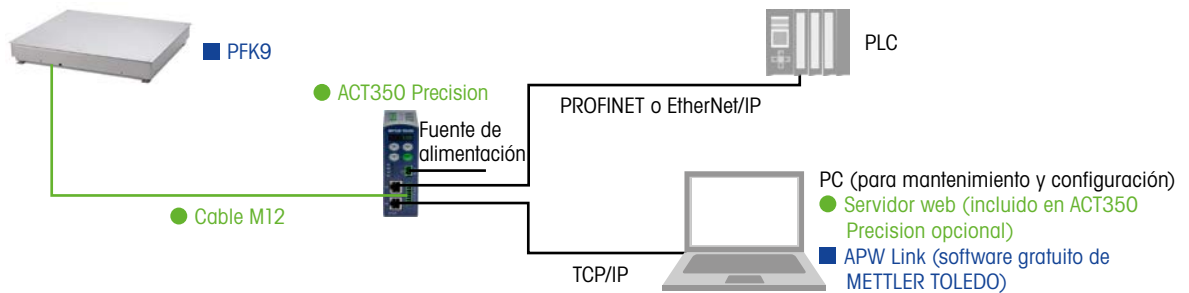 PFK9
PLC
ACT350 Precision
PROFINET o EtherNet/IP
Fuente de
alimentación
Cable M12
TCP/IP
PC (para mantenimiento y configuración)
Servidor web (incluido en ACT350
Precision opcional)
APW Link (software gratuito de
METTLER TOLEDO)